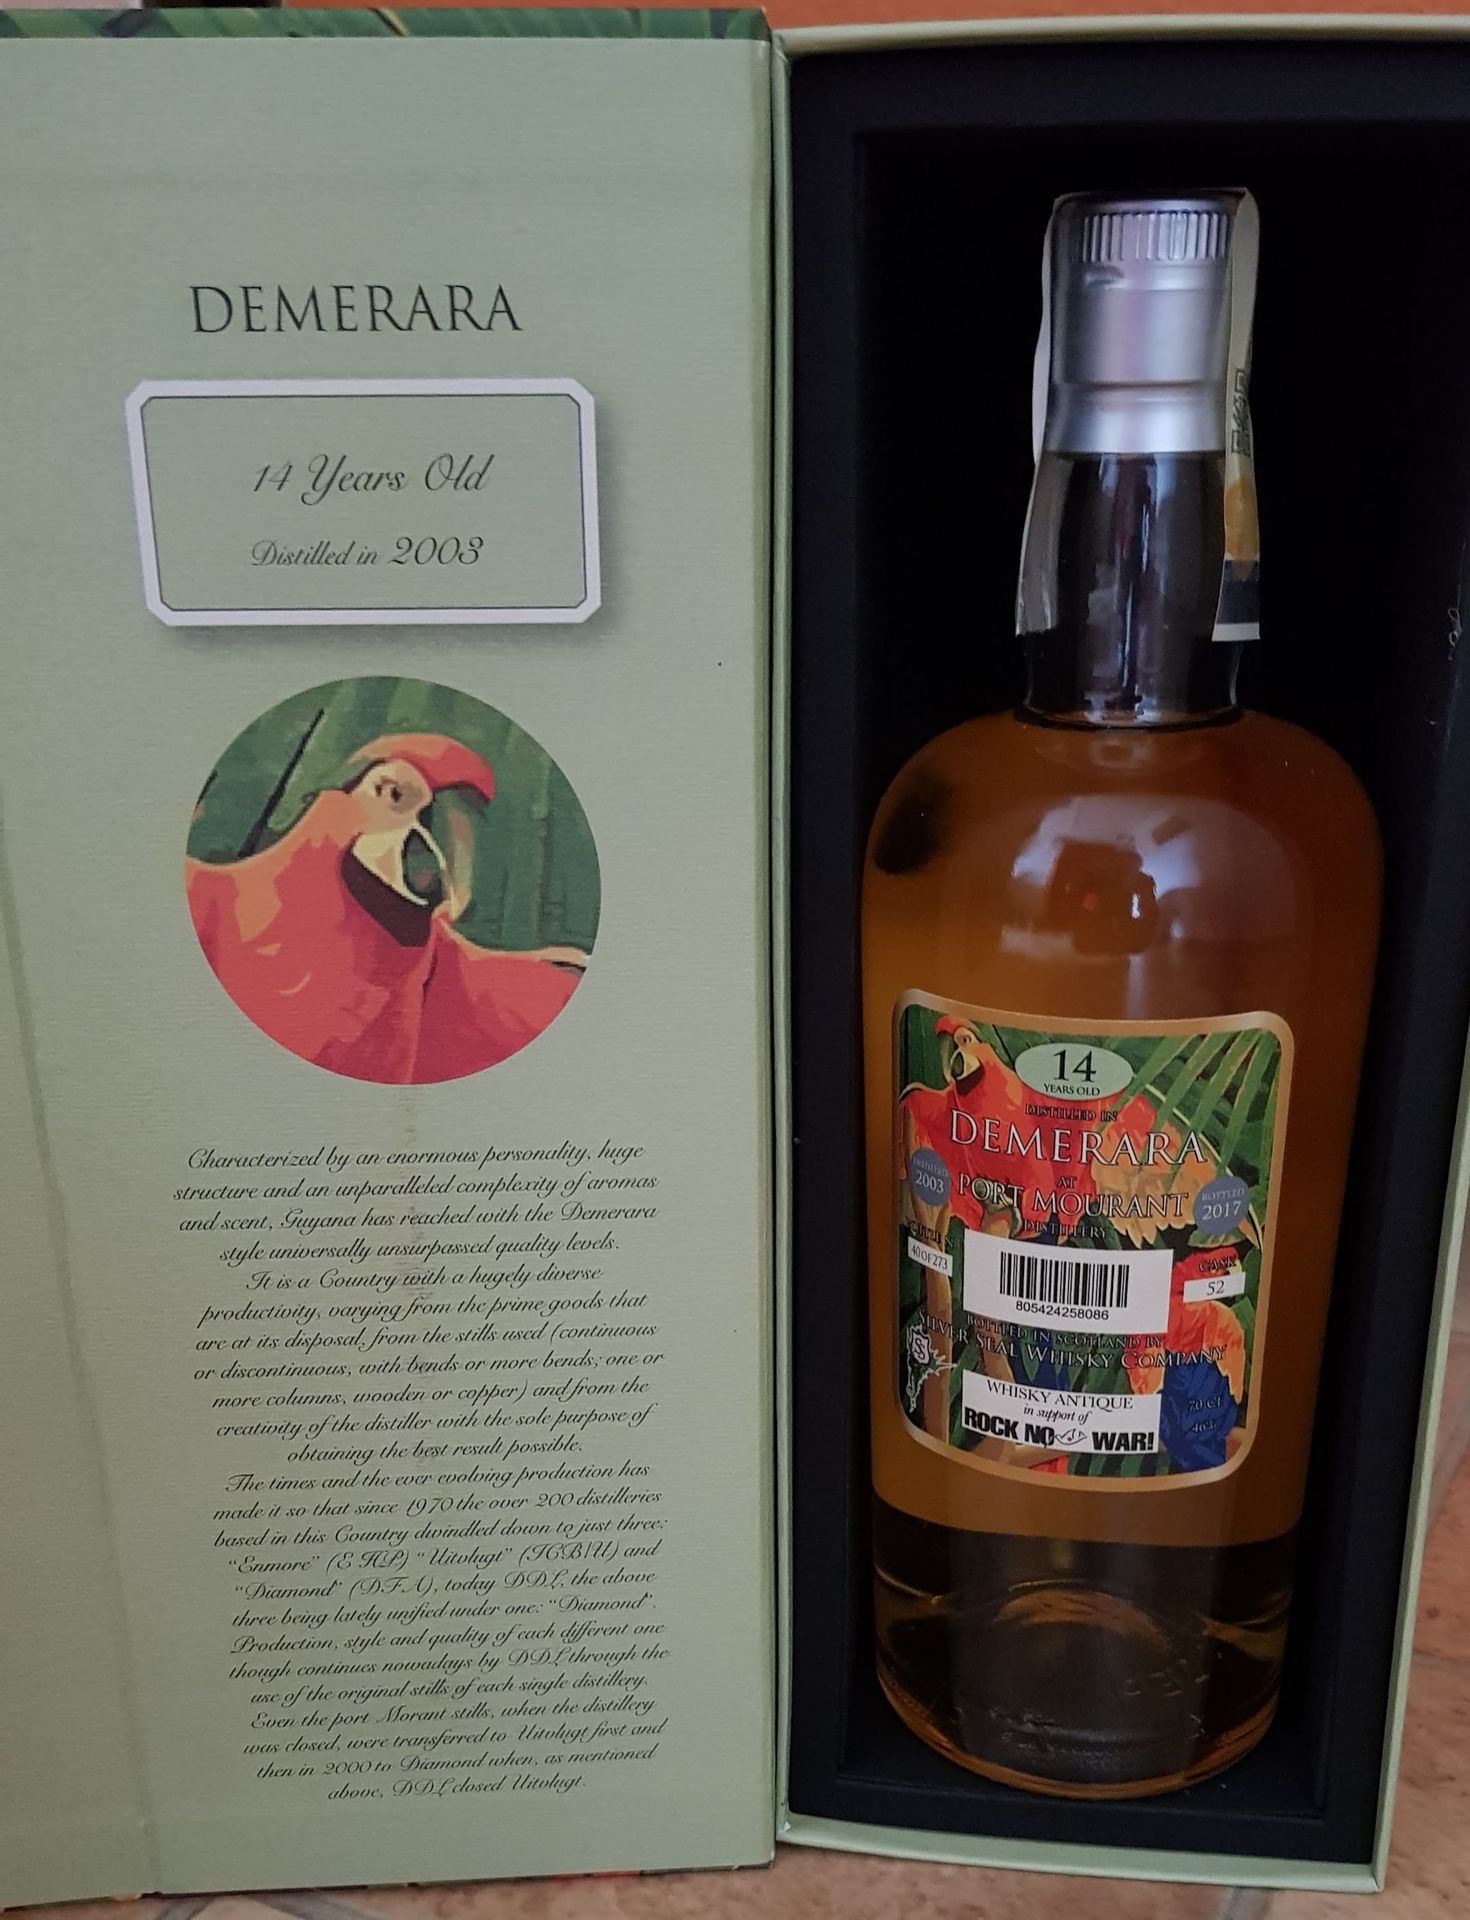 DEMERARA
14 Years Old
Distilled in 2003
Characterized by an enormous personality, huge
structure and an unparalleled complexity of aromas
and scent, Guyana has reached with the Demerara
style universally unsurpassed quality levels.
It is a Country with a hugely diverse
productivity, varying from the prime goods that
are at its disposal, from the stills used (continuous
or discontinuous, with bends or more bends; one or
more columns, wooden or copper) and from the
creativity of the distiller with the sole purpose of
obtaining the best result possible.
The times and the ever evolving production has
made it so that since 1970 the over 200 distilleries
based in this Country dwindled down to just three:
"Enmore" (E HP) "Uitvlugt" (ICB|U) and
"Diamond" (DFA), today DDL, the above
three being lately unified under one: "Diamond".
Production, style and quality of each different one
though continues nowadays by DDL through the
use of the original stills of each single distillery.
Even the port Morant stills, when the distillery
was closed, were transferred to Uitvlugt first and
then in 2000 to Diamond when, as mentioned
above, DDL closed Uitvlugt.
14
YEARS OLD
DISTILLED IN
DEMERARA
AT
PORT MOURANT
DISTILLERY
DISTILLED
2003
BOTTLED
2017
BOTTLE N
40 OF 273
CASK
52
805424258086
BOTTLED IN SCOTLAND BY
SILVER SEAL WHISKY COMPANY
SS
WHISKY ANTIQUE
in support of
ROCK NO WAR!
70 CL